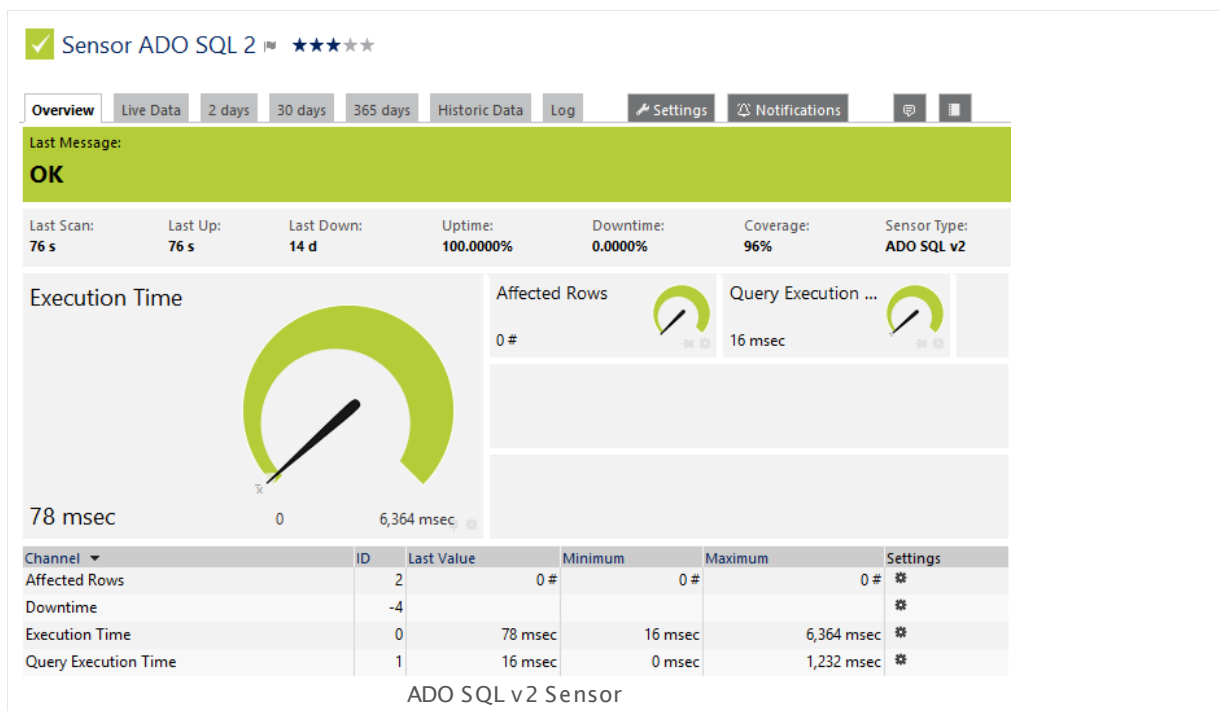 Sensor ADO SQL 2
Overview Live Data 2 days 30 days 365 days Historic Data Log Settings Notifications
Last Message:
OK
Last Scan: Last Up: Last Down: Uptime: Downtime: Coverage: Sensor Type:
76 s 76 s 14 d 100.0000% 0.0000% 96% ADO SQL v2
Execution Time Affected Rows Query Execution ...
0 # 16 msec
x̄
78 msec 0 6,364 msec
Channel ID Last Value Minimum Maximum Settings
Affected Rows 2 0 # 0 # 0 #
Downtime -4
Execution Time 0 78 msec 16 msec 6,364 msec
Query Execution Time 1 16 msec 0 msec 1,232 msec
ADO SQL v2 Sensor